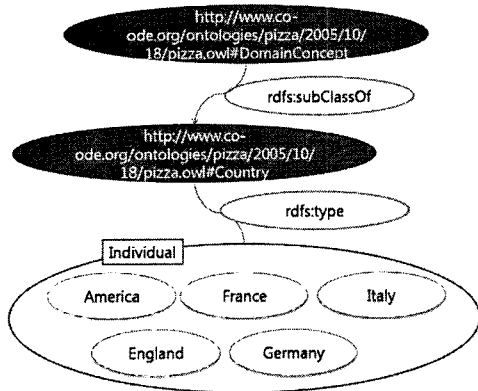 http://www.co-
ode.org/ontologies/pizza/2005/10/
18/pizza.owl#DomainConcept
rdfs:subClassOf
http://www.co-
ode.org/ontologies/pizza/2005/10/
18/pizza.owl#Country
rdfs:type
Individual
America
France
Italy
England
Germany